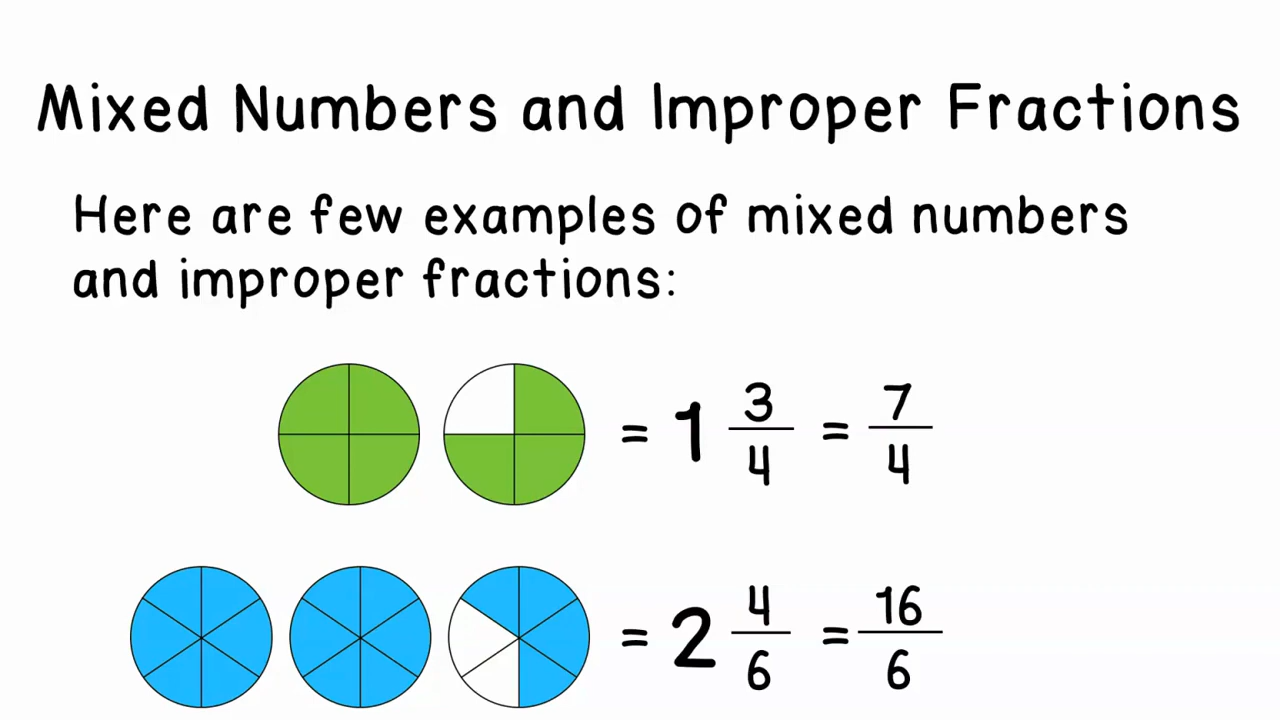 Mixed Numbers and Improper Fractions
Here are few examples of mixed numbers
and improper fractions:
= 1 3/4 = 7/4
= 2 4/6 = 16/6